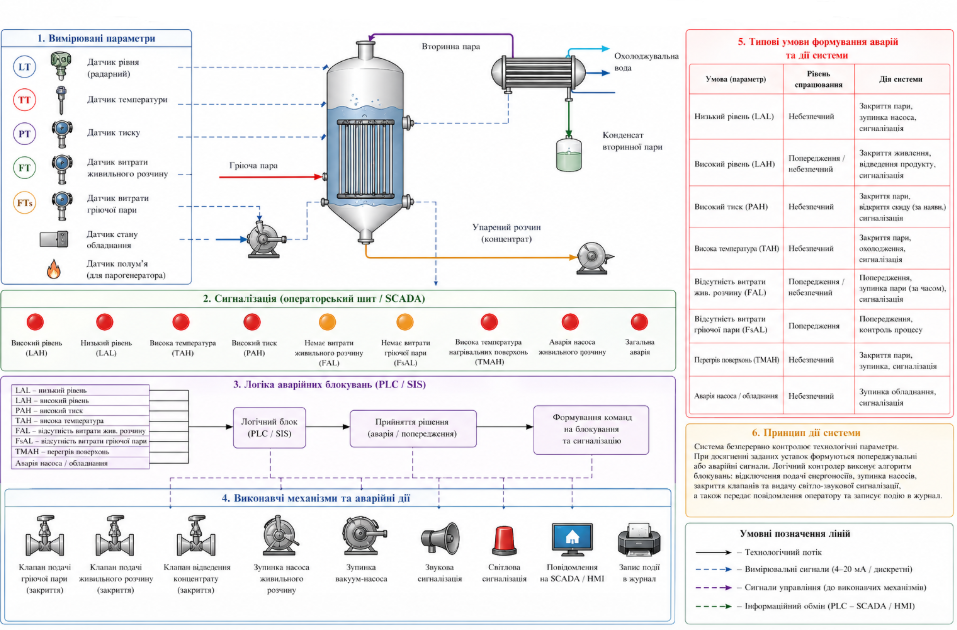 1. Вимірювані параметри
LT
Датчик рівня
(радарний)
TT
Датчик температури
PT
Датчик тиску
FT
Датчик витрати
живильного розчину
FTs
Датчик витрати
гріючої пари
Датчик стану
обладнання
Датчик полум'я
(для парогенератора)
Вторинна пара
Охолоджувальна
вода
Конденсат
вторинної пари
Гріюча пара
Упарений розчин
(концентрат)
2. Сигналізація (операторський щит / SCADA)
Високий рівень
(LAH)
Низький рівень
(LAL)
Висока температура
(TAH)
Високий тиск
(PAH)
Немає витрати
живильного розчину
(FAL)
Немає витрати
гріючої пари
(FsAL)
Висока температура
нагрівальних поверхонь
(TMAH)
Аварія насоса
живильного розчину
Загальна
аварія
3. Логіка аварійних блокувань (PLC / SIS)
LAL – низький рівень
LAH – високий рівень
PAH – високий тиск
TAH – висока температура
FAL – відсутність витрати жив. розчину
FsAL – відсутність витрати гріючої пари
TMAH – перегрів поверхонь
Аварія насоса / обладнання
Логічний блок
(PLC / SIS)
Прийняття рішення
(аварія / попередження)
Формування команд
на блокування
та сигналізацію
4. Виконавчі механізми та аварійні дії
Клапан подачі
гріючої пари
(закриття)
Клапан подачі
живильного розчину
(закриття)
Клапан відведення
концентрату
(закриття)
Зупинка насоса
живильного
розчину
Зупинка
вакуум-насоса
Звукова
сигналізація
Світлова
сигналізація
Повідомлення
на SCADA / HMI
Запис події
в журнал
5. Типові умови формування аварій
та дії системи
Умова (параметр)
Рівень
спрацювання
Дія системи
Низький рівень (LAL)
Небезпечний
Закриття пари,
зупинка насоса,
сигналізація
Високий рівень (LAH)
Попередження /
небезпечний
Закриття живлення,
відведення продукту,
сигналізація
Високий тиск (PAH)
Небезпечний
Закриття пари,
відкриття скиду (за наявн.)
сигналізація
Висока температура (TAH)
Небезпечний
Закриття пари,
охолодження,
сигналізація
Відсутність витрати
жив. розчину (FAL)
Попередження /
небезпечний
Попередження,
зупинка пари (за часом),
сигналізація
Відсутність витрати
гріючої пари (FsAL)
Попередження
Попередження,
контроль процесу
Перегрів поверхонь (TMAH)
Небезпечний
Закриття пари,
зупинка, сигналізація
Аварія насоса / обладнання
Небезпечний
Зупинка обладнання,
сигналізація
6. Принцип дії системи
Система безперервно контролює технологічні параметри.
При досягненні заданих уставок формуються попереджувальні
або аварійні сигнали. Логічний контролер виконує алгоритм
блокувань: відключення подачі енергоносіїв, зупинка насосів,
закриття клапанів та видачу світло-звукової сигналізації,
а також передає повідомлення оператору та записує подію в журнал.
Умовні позначення ліній
– Технологічний потік
– Вимірювальні сигнали (4–20 мА / дискретні)
– Сигнали управління (до виконавчих механізмів)
– Інформаційний обмін (PLC – SCADA / HMI)